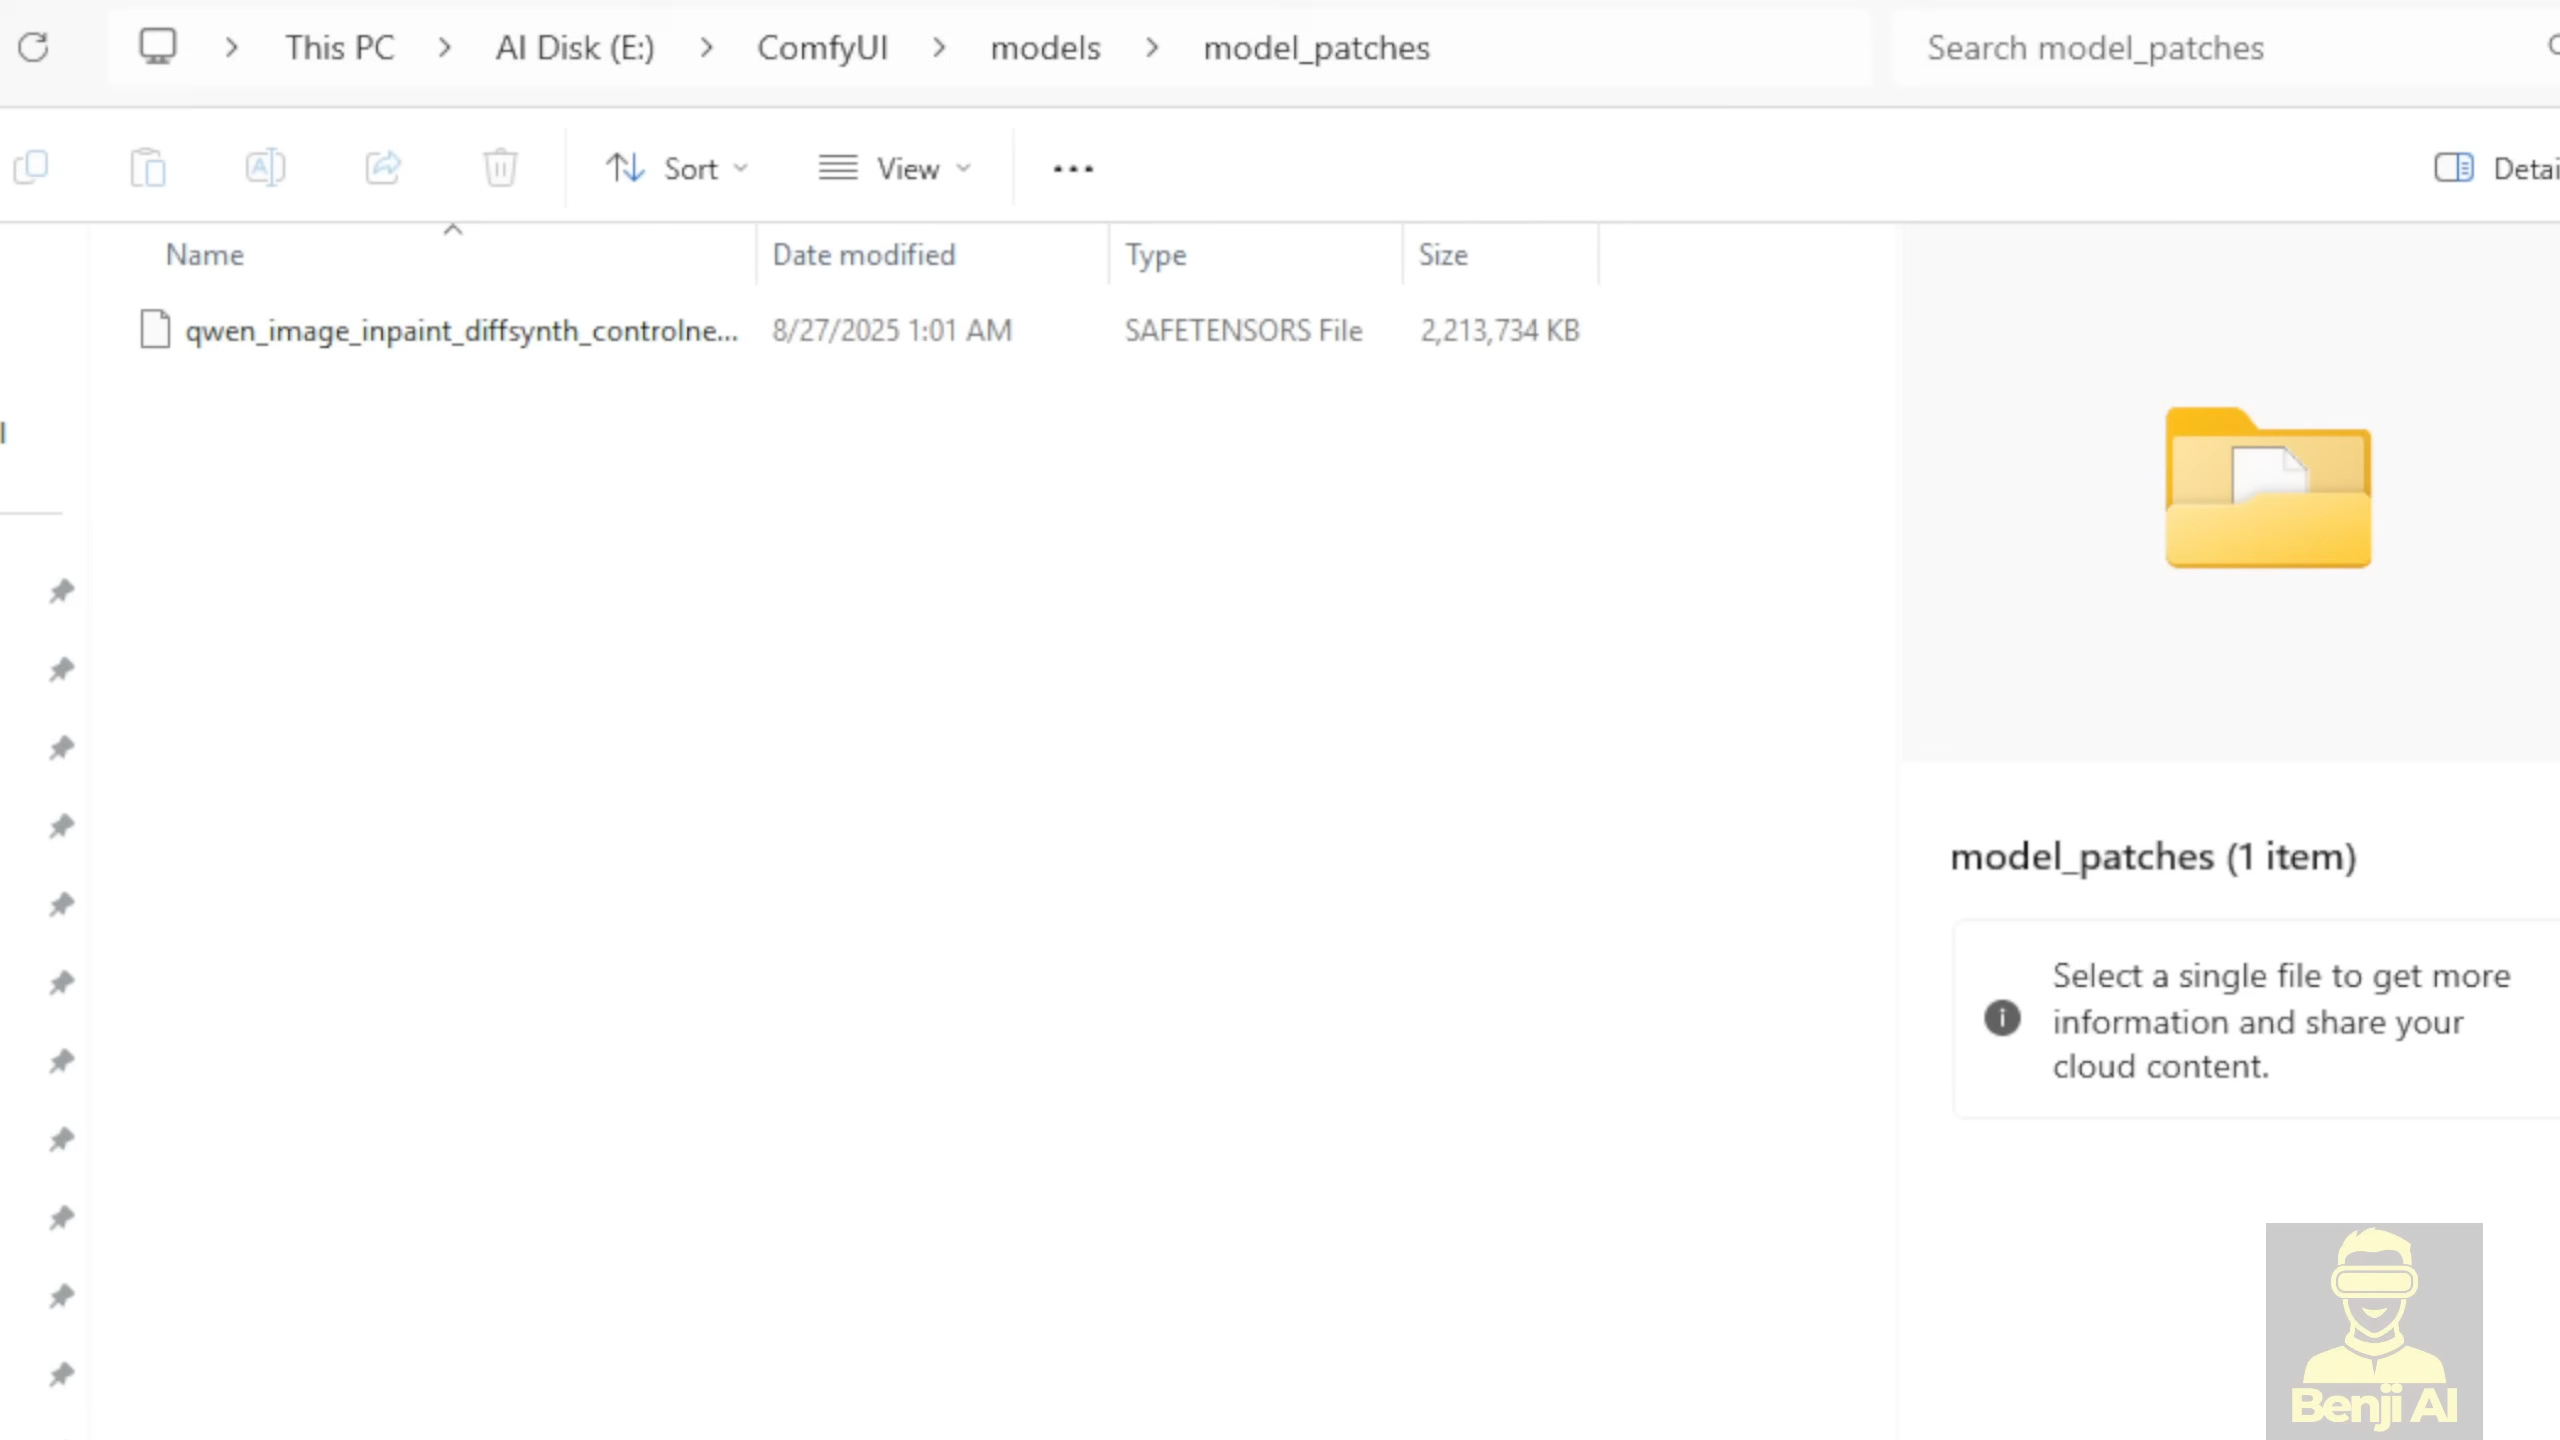 This PC > AI Disk (E:) > ComfyUI > models > model_patches
Search model_patches
Sort
View
Detai
Name
Date modified
Type
Size
qwen_image_inpaint_diffsynth_controlne...
8/27/2025 1:01 AM
SAFETENSORS File
2,213,734 KB
model_patches (1 item)
Select a single file to get more
information and share your
cloud content.
Benji AI